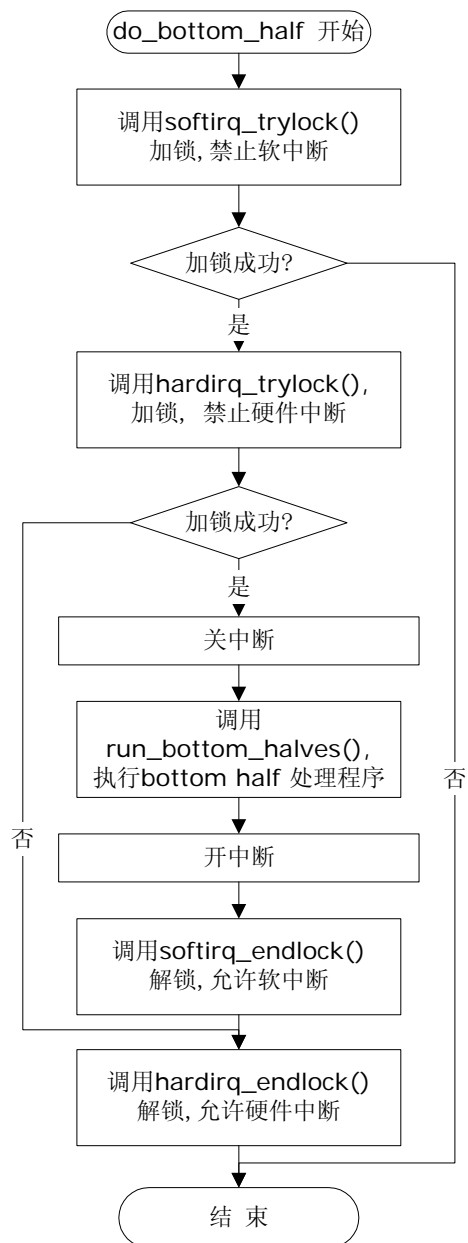 do_bottom_half 开始
调用softirq_trylock()
加锁,禁止软中断
加锁成功?
是
调用hardirq_trylock(),
加锁, 禁止硬件中断
加锁成功?
是
关中断
调用
run_bottom_halves(),
执行bottom half 处理程序
否
否
开中断
调用softirq_endlock()
解锁,允许软中断
调用hardirq_endlock()
解锁,允许硬件中断
结 束